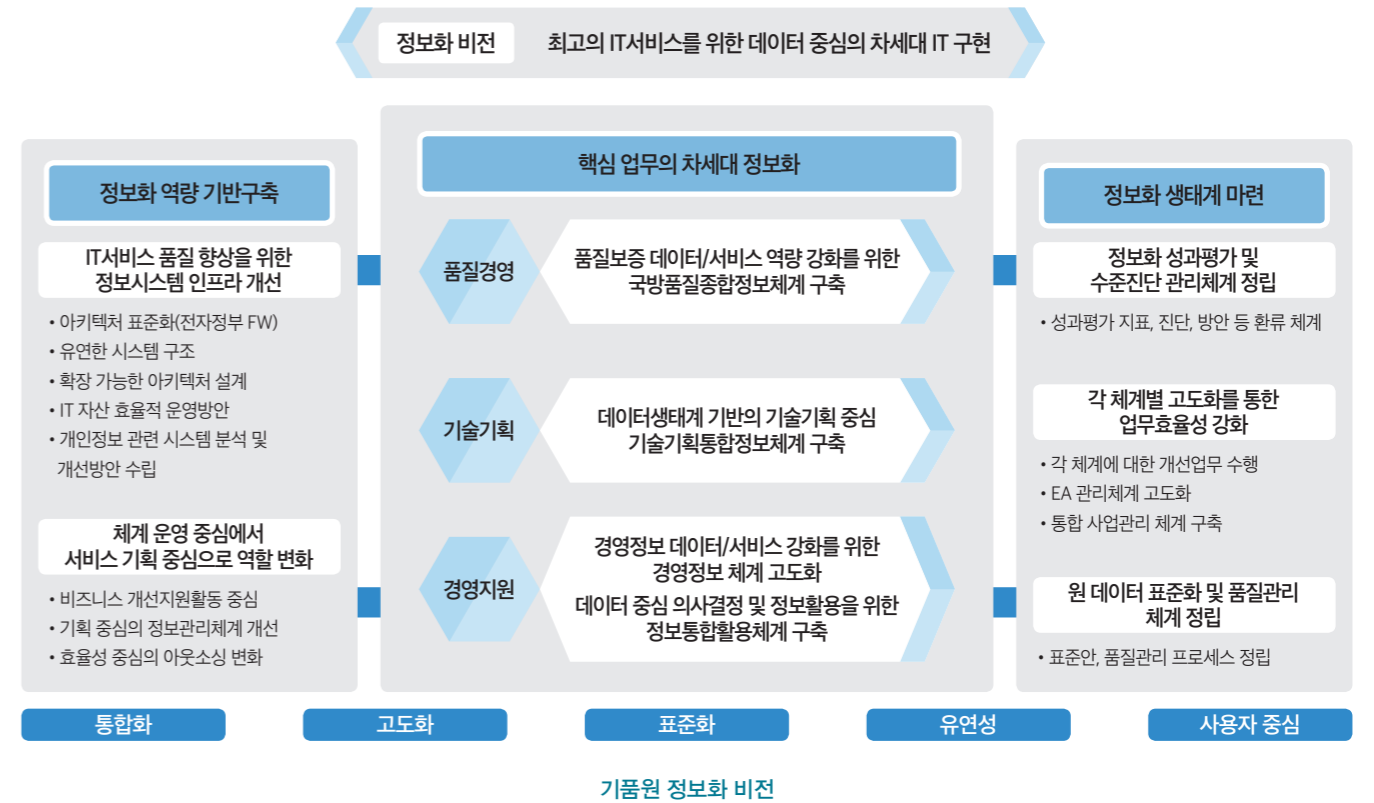 정보화 비전
최고의 IT서비스를 위한 데이터 중심의 차세대 IT 구현
정보화 역량 기반구축
IT서비스 품질 향상을 위한
정보시스템 인프라 개선
• 아키텍처 표준화(전자정부 FW)
• 유연한 시스템 구조
• 확장 가능한 아키텍처 설계
• IT 자산 효율적 운영방안
• 개인정보 관련 시스템 분석 및
개선방안 수립
체계 운영 중심에서
서비스 기획 중심으로 역할 변화
• 비즈니스 개선지원활동 중심
• 기획 중심의 정보관리체계 개선
• 효율성 중심의 아웃소싱 변화
핵심 업무의 차세대 정보화
품질경영
품질보증 데이터/서비스 역량 강화를 위한
국방품질종합정보체계 구축
기술기획
데이터생태계 기반의 기술기획 중심
기술기획통합정보체계 구축
경영지원
경영정보 데이터/서비스 강화를 위한
경영정보 체계 고도화
데이터 중심 의사결정 및 정보활용을 위한
정보통합활용체계 구축
정보화 생태계 마련
정보화 성과평가 및
수준진단 관리체계 정립
• 성과평가 지표, 진단, 방안 등 환류 체계
각 체계별 고도화를 통한
업무효율성 강화
• 각 체계에 대한 개선업무 수행
• EA 관리체계 고도화
• 통합 사업관리 체계 구축
원 데이터 표준화 및 품질관리
체계 정립
• 표준안, 품질관리 프로세스 정립
통합화
고도화
표준화
유연성
사용자 중심
기품원 정보화 비전